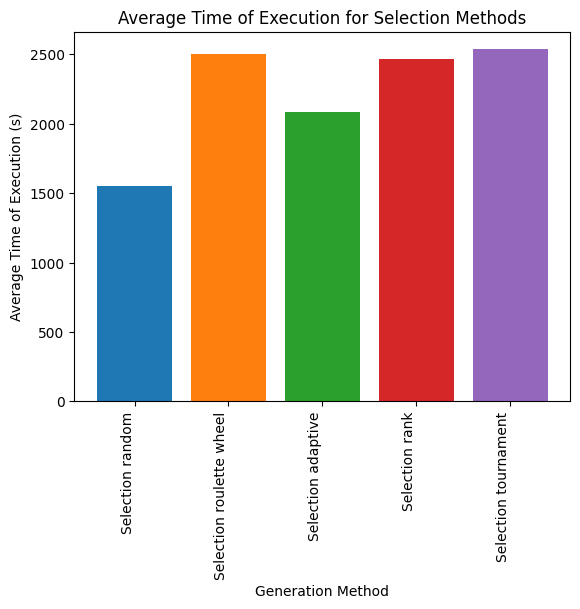 Average Time of Execution for Selection Methods
Average Time of Execution (s)
2500
2000
1500
1000
500
0
Selection random
Selection roulette wheel
Selection adaptive
Selection rank
Selection tournament
Generation Method